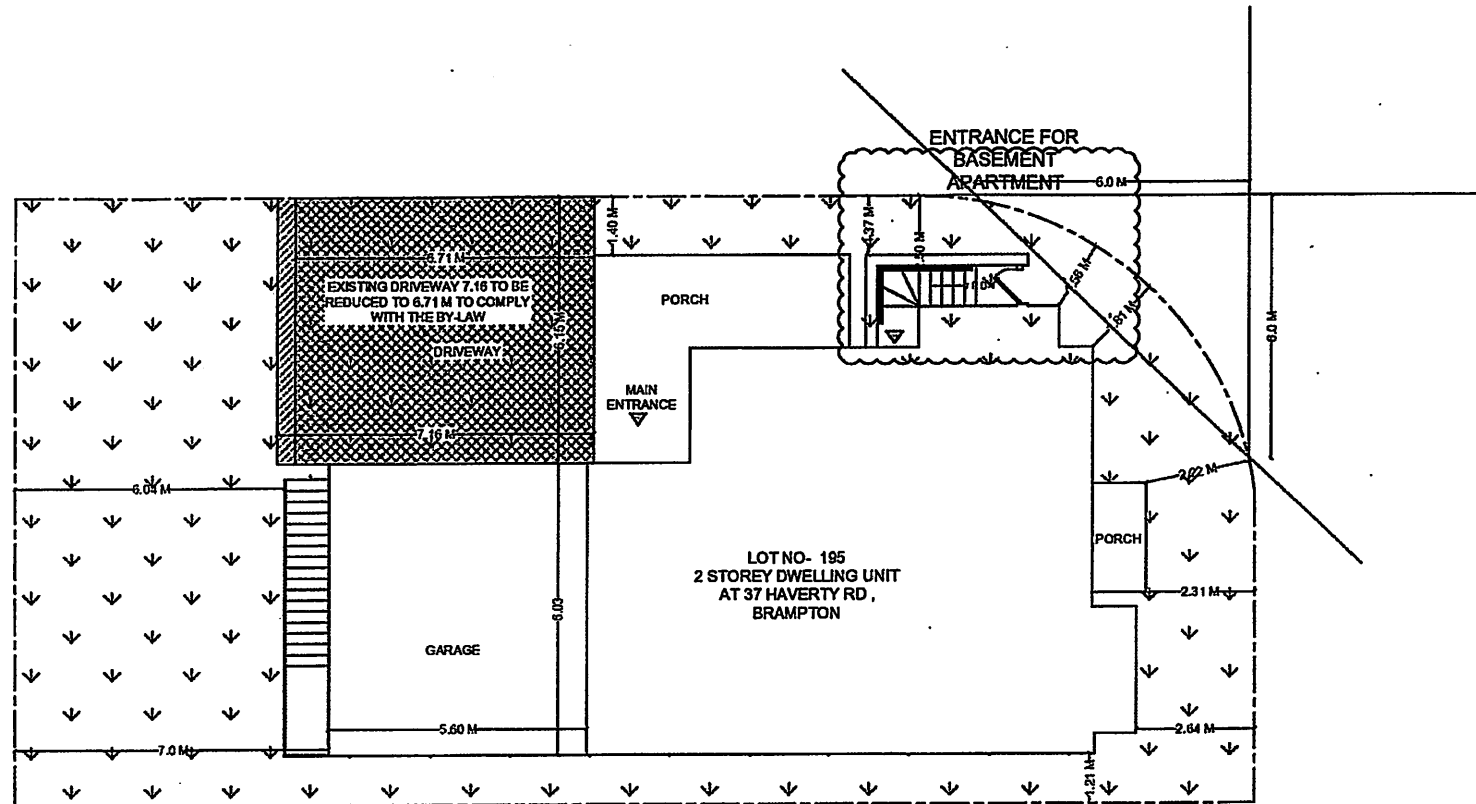 ENTRANCE FOR
BASEMENT
APARTMENT
6.0 M
1.40 M
6.71 M
EXISTING DRIVEWAY 7.16 TO BE
REDUCED TO 6.71 M TO COMPLY
WITH THE BY-LAW
DRIVEWAY
6.15 M
PORCH
6.0 M
MAIN
ENTRANCE
7.16 M
6.04 M
2.02 M
PORCH
LOT NO- 195
2 STOREY DWELLING UNIT
AT 37 HAVERTY RD ,
BRAMPTON
2.31 M
6.03
GARAGE
5.60 M
7.0 M
2.64 M
1.21 M